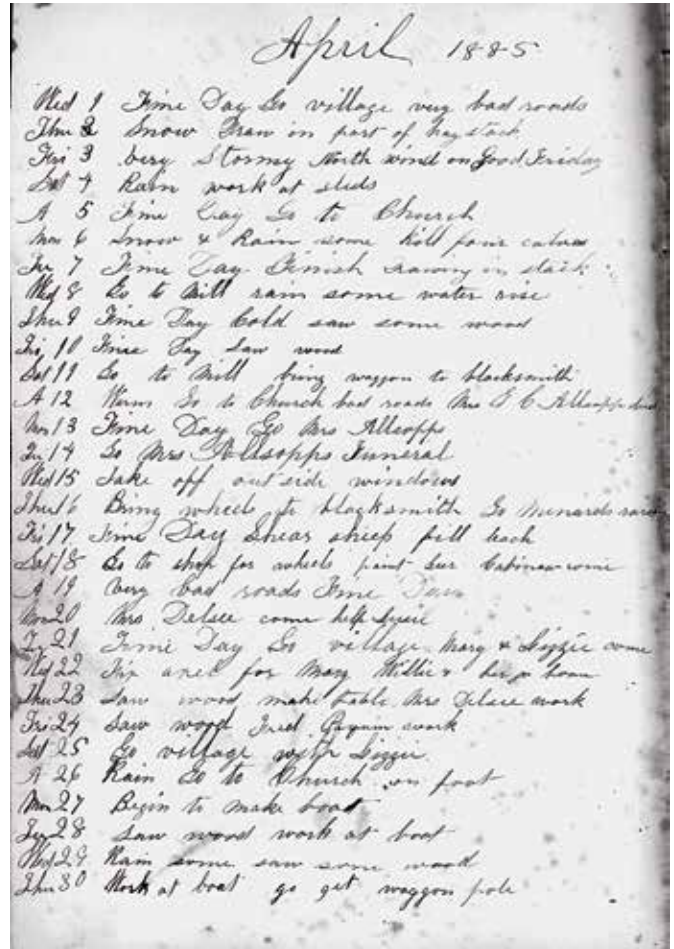 April 1885
Wed 1 Fine Day Go village very bad roads
Thu 2 Snow Draw in part of hay stack
Fri 3 Very Stormy North wind on Good Friday
Sat 4 Rain work at sleds
A 5 Fine Day Go to Church
Mon 6 Snow & Rain some Kill four calves
Tu 7 Fine Day Finish drawing in stack
Wed 8 Go to Mill rain some water rise
Thu 9 Fine Day Cold saw some wood
Fri 10 Fine Day Saw wood
Sat 11 Go to Mill bring waggon to blacksmith
A 12 Warm Go to Church bad roads Mrs Allsopp died
Mon 13 Fine Day Go Mrs Allsopps
Tu 14 Go Mrs Allsopps Funeral
Wed 15 Take off out side windows
Thu 16 Bring wheels to blacksmith Go Menards
Fri 17 Fine Day Shear sheep
Sat 18 Go to shop for wheels paint
A 19 Very bad roads Fine Day
Mon 20 Mrs Delsee come help
Tu 21 Fine Day Go village Mary & Lizzie come
Wed 22 Fix for Mary Willie &
Thu 23 Saw wood make table Mrs Delsee work
Fri 24 Saw wood Fred work
Sat 25 Go village with Lizzie
A 26 Rain Go to Church on foot
Mon 27 Begin to make boat
Tu 28 Saw wood work at boat
Wed 29 Rain some saw some wood
Thu 30 Work at boat go get waggon pole